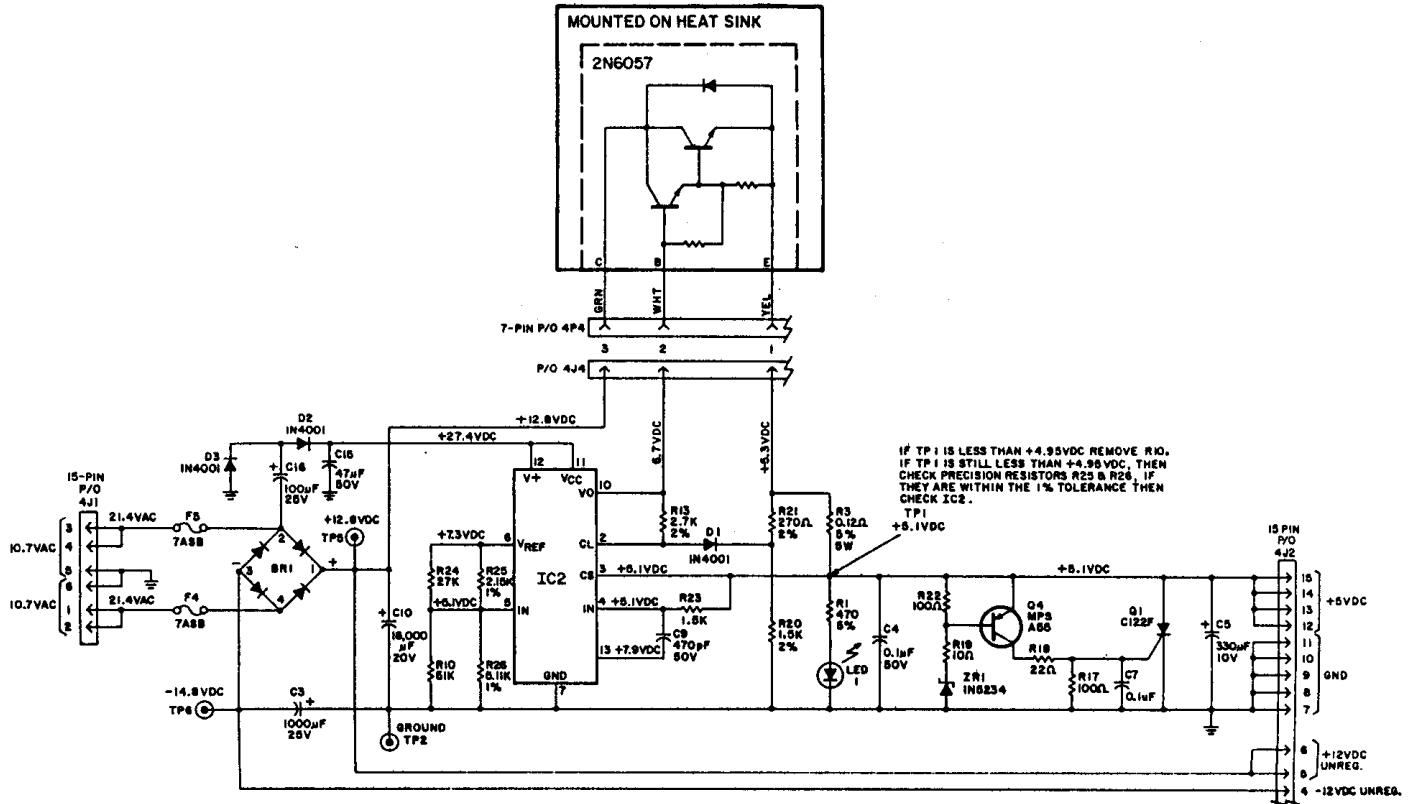 MOUNTED ON HEAT SINK
2N6057
C
B
E
GRN
WHT
YEL
7-PIN P/O 4P4
3
2
1
P/O 4J4
+12.8VDC
+27.4VDC
6.7VDC
+5.3VDC
D2
1N4001
D3
1N4001
C16
100µF
25V
C15
47µF
50V
15-PIN
P/O
4J1
3
4
5
6
1
2
10.7VAC
10.7VAC
21.4VAC
21.4VAC
F5
7ASB
F4
7ASB
+12.8VDC
TP5
BR1
2
3
1
4
-
+
C10
18,000
µF
20V
-14.8VDC
TP6
C3
1000µF
25V
GROUND
TP2
12
V+
11
VCC
10
VO
2
CL
3
CS
4
IN
13
6
VREF
5
IN
IC2
GND
7
+7.3VDC
R24
27K
R25
2.15K
1%
+5.1VDC
R10
51K
R26
5.11K
1%
R13
2.7K
2%
D1
1N4001
+5.1VDC
+5.1VDC
R23
1.5K
C9
470pF
50V
+7.9VDC
R21
270Ω
2%
R20
1.5K
2%
R3
0.12Ω
5%
5W
IF TP 1 IS LESS THAN +4.95VDC REMOVE R10.
IF TP 1 IS STILL LESS THAN +4.95VDC, THEN
CHECK PRECISION RESISTORS R25 & R26, IF
THEY ARE WITHIN THE 1% TOLERANCE THEN
CHECK IC2.
TP1
+5.1VDC
R1
470
5%
LED
1
C4
0.1µF
50V
R22
100Ω
R19
10Ω
ZR1
1N5234
Q4
MPS
A55
R18
22Ω
R17
100Ω
C7
0.1µF
Q1
C122F
+5.1VDC
C5
330µF
10V
15 PIN
P/O
4J2
15
14
13
12
11
10
9
8
7
6
5
4
+5VDC
GND
+12VDC
UNREG.
-12VDC UNREG.